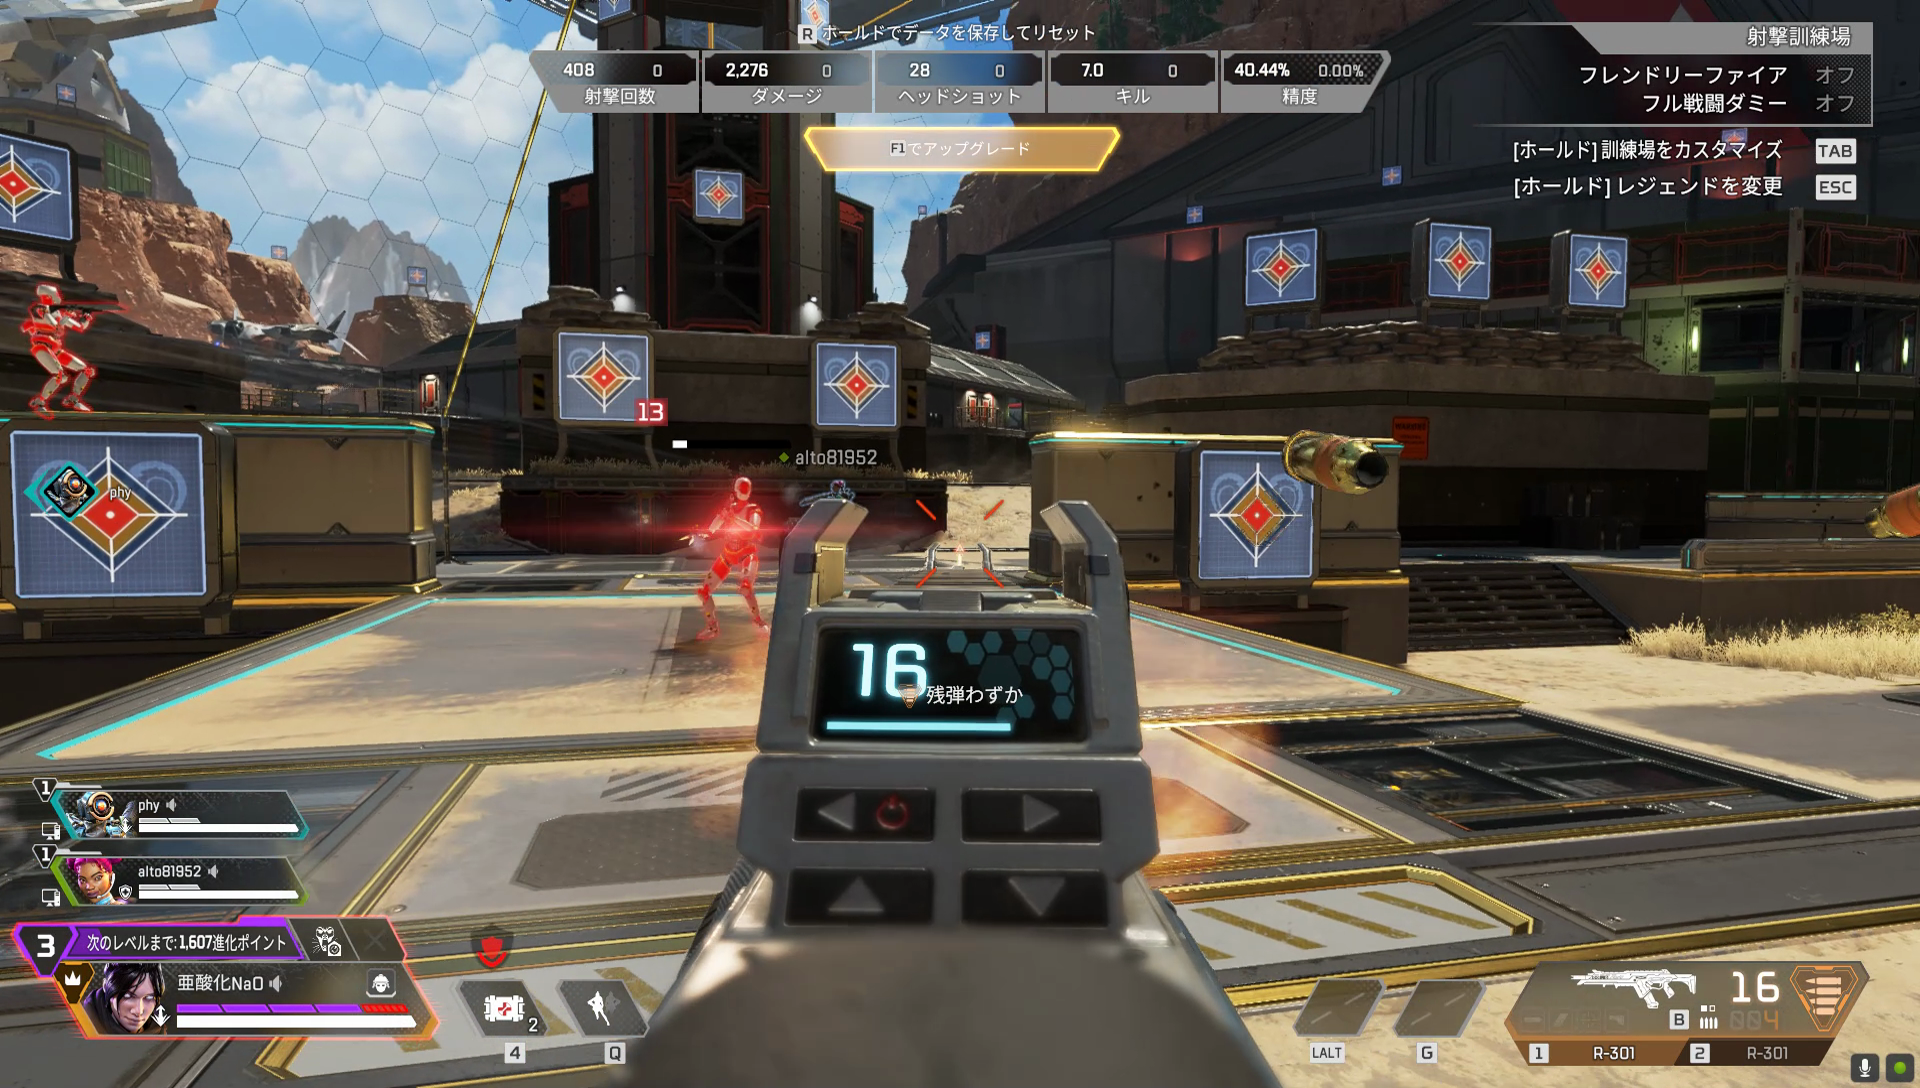 R ホールドでデータを保存してリセット
408 0 2,276 0 28 0 7.0 0 40.44% 0.00%
射撃回数 ダメージ ヘッドショット キル 精度
F1でアップグレード
射撃訓練場
フレンドリーファイア オフ
フル戦闘ダミー オフ
[ホールド]訓練場をカスタマイズ TAB
[ホールド]レジェンドを変更 ESC
13
alto81952
phy
16
残弾わずか
1
phy
1
alto81952
3 次のレベルまで:1,607進化ポイント
亜酸化NaO
2
4 Q
LALT G
16
B 004
1 R-301 2 R-301